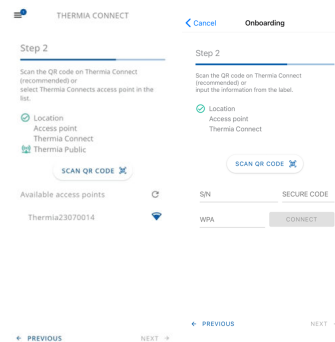 THERMIA CONNECT
Step 2
Scan the QR code on Thermia Connect
(recommended) or
select Thermia Connects access point in the
list.
Location
Access point
Thermia Connect
Thermia Public
SCAN QR CODE
Available access points
Thermia23070014
← PREVIOUS
NEXT →
Cancel
Onboarding
Step 2
Scan the QR code on Thermia Connect
(recommended) or
input the information from the label.
Location
Access point
Thermia Connect
SCAN QR CODE
S/N
SECURE CODE
WPA
CONNECT
← PREVIOUS
NEXT